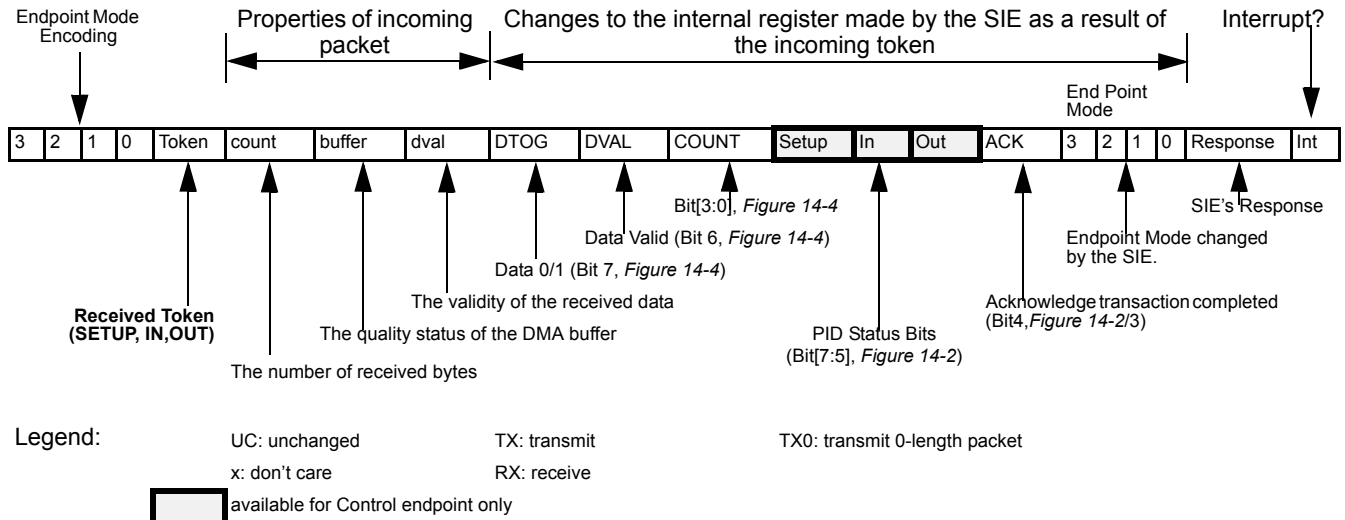 Endpoint Mode
Encoding
Properties of incoming
packet
Changes to the internal register made by the SIE as a result of
the incoming token
Interrupt?
End Point
Mode
3 2 1 0 Token count buffer dval DTOG DVAL COUNT Setup In Out ACK 3 2 1 0 Response Int
Bit[3:0], Figure 14-4
SIE's Response
Data Valid (Bit 6, Figure 14-4)
Endpoint Mode changed
by the SIE.
Data 0/1 (Bit 7, Figure 14-4)
The validity of the received data
Received Token
(SETUP, IN,OUT)
The quality status of the DMA buffer
PID Status Bits
(Bit[7:5], Figure 14-2)
Acknowledge transaction completed
(Bit4,Figure 14-2/3)
The number of received bytes
Legend:
UC: unchanged
TX: transmit
TX0: transmit 0-length packet
x: don't care
RX: receive
available for Control endpoint only